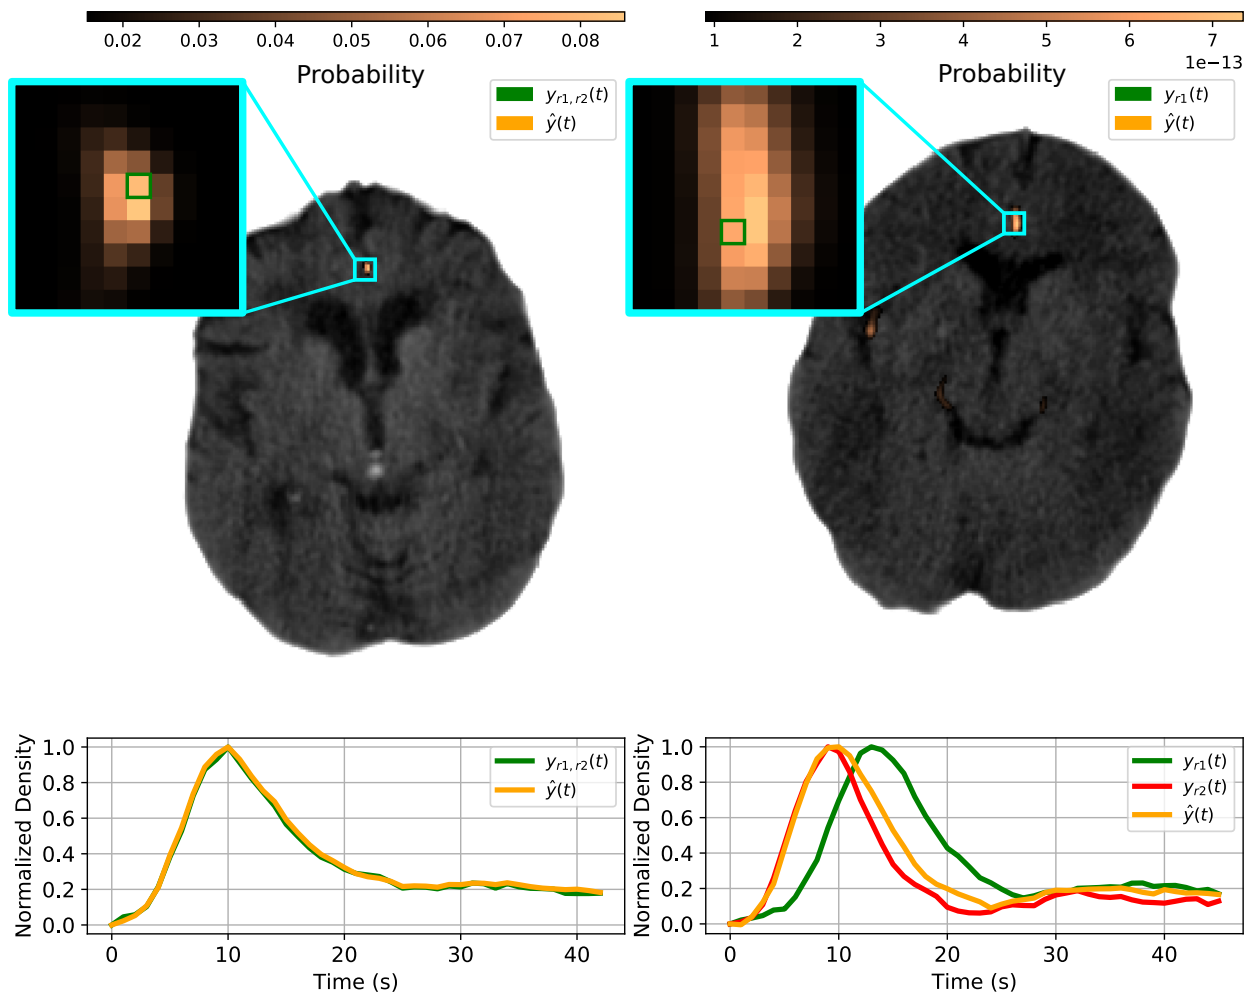 0.02 0.03 0.04 0.05 0.06 0.07 0.08
Probability
y_{r1,r2}(t)
ŷ(t)
1 2 3 4 5 6 7
1e−13
Probability
y_{r1}(t)
ŷ(t)
Normalized Density
1.0
0.8
0.6
0.4
0.2
0.0
y_{r1,r2}(t)
ŷ(t)
0 10 20 30 40
Time (s)
Normalized Density
1.0
0.8
0.6
0.4
0.2
0.0
y_{r1}(t)
y_{r2}(t)
ŷ(t)
0 10 20 30 40
Time (s)